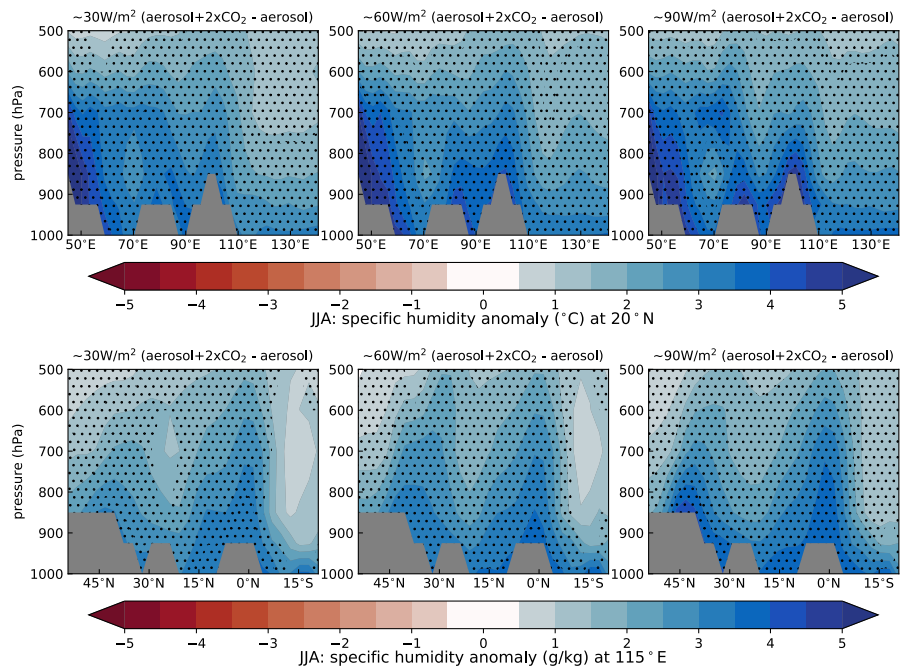 ~30W/m² (aerosol+2xCO₂ - aerosol) ~60W/m² (aerosol+2xCO₂ - aerosol) ~90W/m² (aerosol+2xCO₂ - aerosol)
pressure (hPa)
500
600
700
800
900
1000
50°E 70°E 90°E 110°E 130°E 50°E 70°E 90°E 110°E 130°E 50°E 70°E 90°E 110°E 130°E
−5 −4 −3 −2 −1 0 1 2 3 4 5
JJA: specific humidity anomaly (°C) at 20°N
~30W/m² (aerosol+2xCO₂ - aerosol) ~60W/m² (aerosol+2xCO₂ - aerosol) ~90W/m² (aerosol+2xCO₂ - aerosol)
pressure (hPa)
500
600
700
800
900
1000
45°N 30°N 15°N 0°N 15°S 45°N 30°N 15°N 0°N 15°S 45°N 30°N 15°N 0°N 15°S
−5 −4 −3 −2 −1 0 1 2 3 4 5
JJA: specific humidity anomaly (g/kg) at 115°E